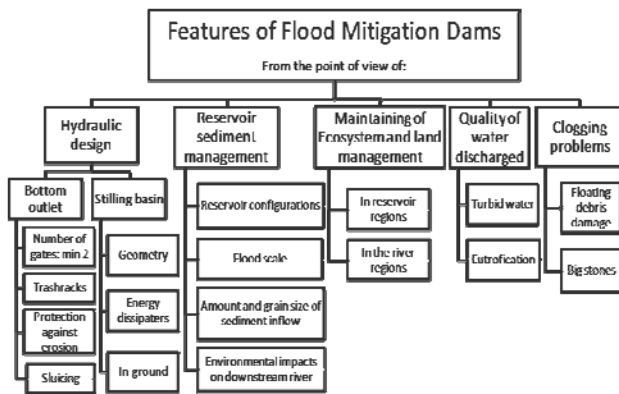 Features of Flood Mitigation Dams
From the point of view of:
Hydraulic
design
Reservoir
sediment
management
Maintaining of
Ecosystem and land
management
Quality of
water
discharged
Clogging
problems
Bottom
outlet
Stilling basin
Number of
gates: min 2
Trashracks
Protection
against
erosion
Sluicing
Geometry
Energy
dissipaters
In ground
Reservoir configurations
Flood scale
Amount and grain size of
sediment inflow
Environmental impacts
on downstream river
In reservoir
regions
In the river
regions
Turbid water
Eutrofication
Floating
debris
damage
Big stones